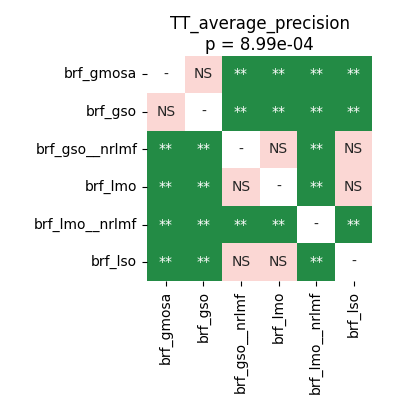 TT_average_precision
p = 8.99e-04
brf_gmosa - NS ** ** ** **
brf_gso NS - ** ** ** **
brf_gso__nrlmf ** ** - NS ** NS
brf_lmo ** ** NS - ** NS
brf_lmo__nrlmf ** ** ** ** - **
brf_lso ** ** NS NS ** -
brf_gmosa
brf_gso
brf_gso__nrlmf
brf_lmo
brf_lmo__nrlmf
brf_lso